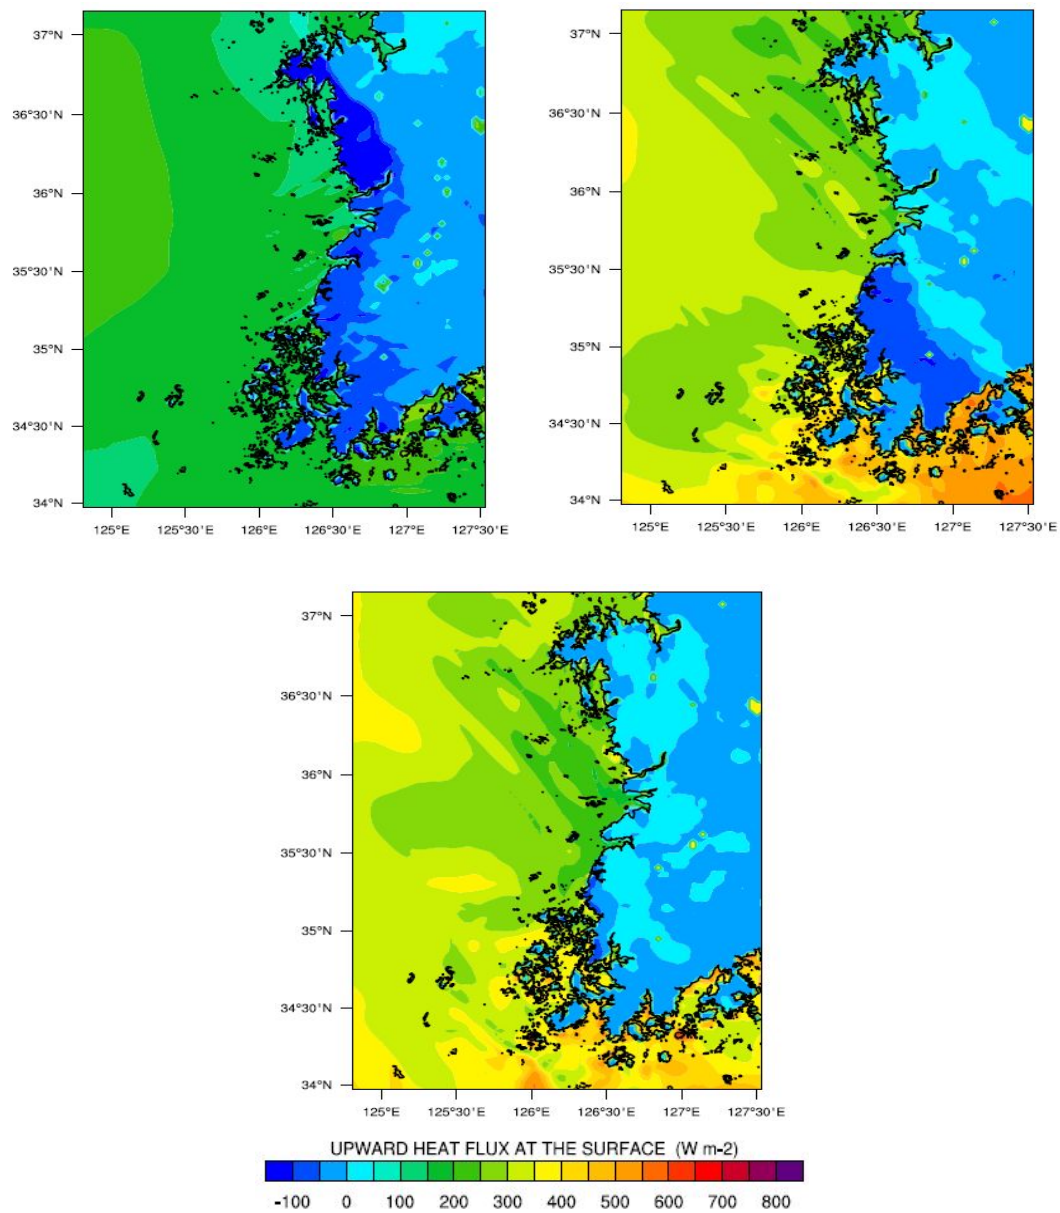 37°N
36°30'N
36°N
35°30'N
35°N
34°30'N
34°N
125°E 125°30'E 126°E 126°30'E 127°E 127°30'E
37°N
36°30'N
36°N
35°30'N
35°N
34°30'N
34°N
125°E 125°30'E 126°E 126°30'E 127°E 127°30'E
37°N
36°30'N
36°N
35°30'N
35°N
34°30'N
34°N
125°E 125°30'E 126°E 126°30'E 127°E 127°30'E
UPWARD HEAT FLUX AT THE SURFACE (W m-2)
-100 0 100 200 300 400 500 600 700 800